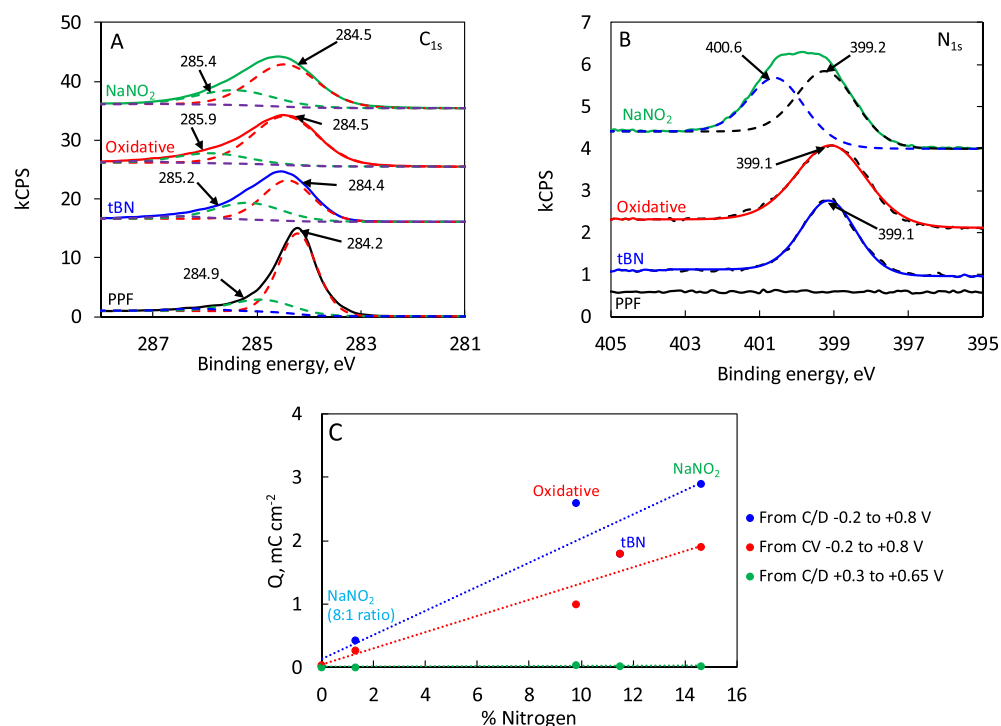 A
C1s
50
40
30
20
10
0
kCPS
284.5
285.4
NaNO2
285.9
284.5
Oxidative
285.2
284.4
tBN
284.2
284.9
PPF
287
285
283
281
Binding energy, eV
B
N1s
7
6
5
4
3
2
1
0
kCPS
400.6
399.2
NaNO2
399.1
Oxidative
399.1
tBN
PPF
405
403
401
399
397
395
Binding energy, eV
C
4
3
2
1
0
Q, mC cm-2
NaNO2
Oxidative
tBN
NaNO2
(8:1 ratio)
0
2
4
6
8
10
12
14
16
% Nitrogen
From C/D -0.2 to +0.8 V
From CV -0.2 to +0.8 V
From C/D +0.3 to +0.65 V